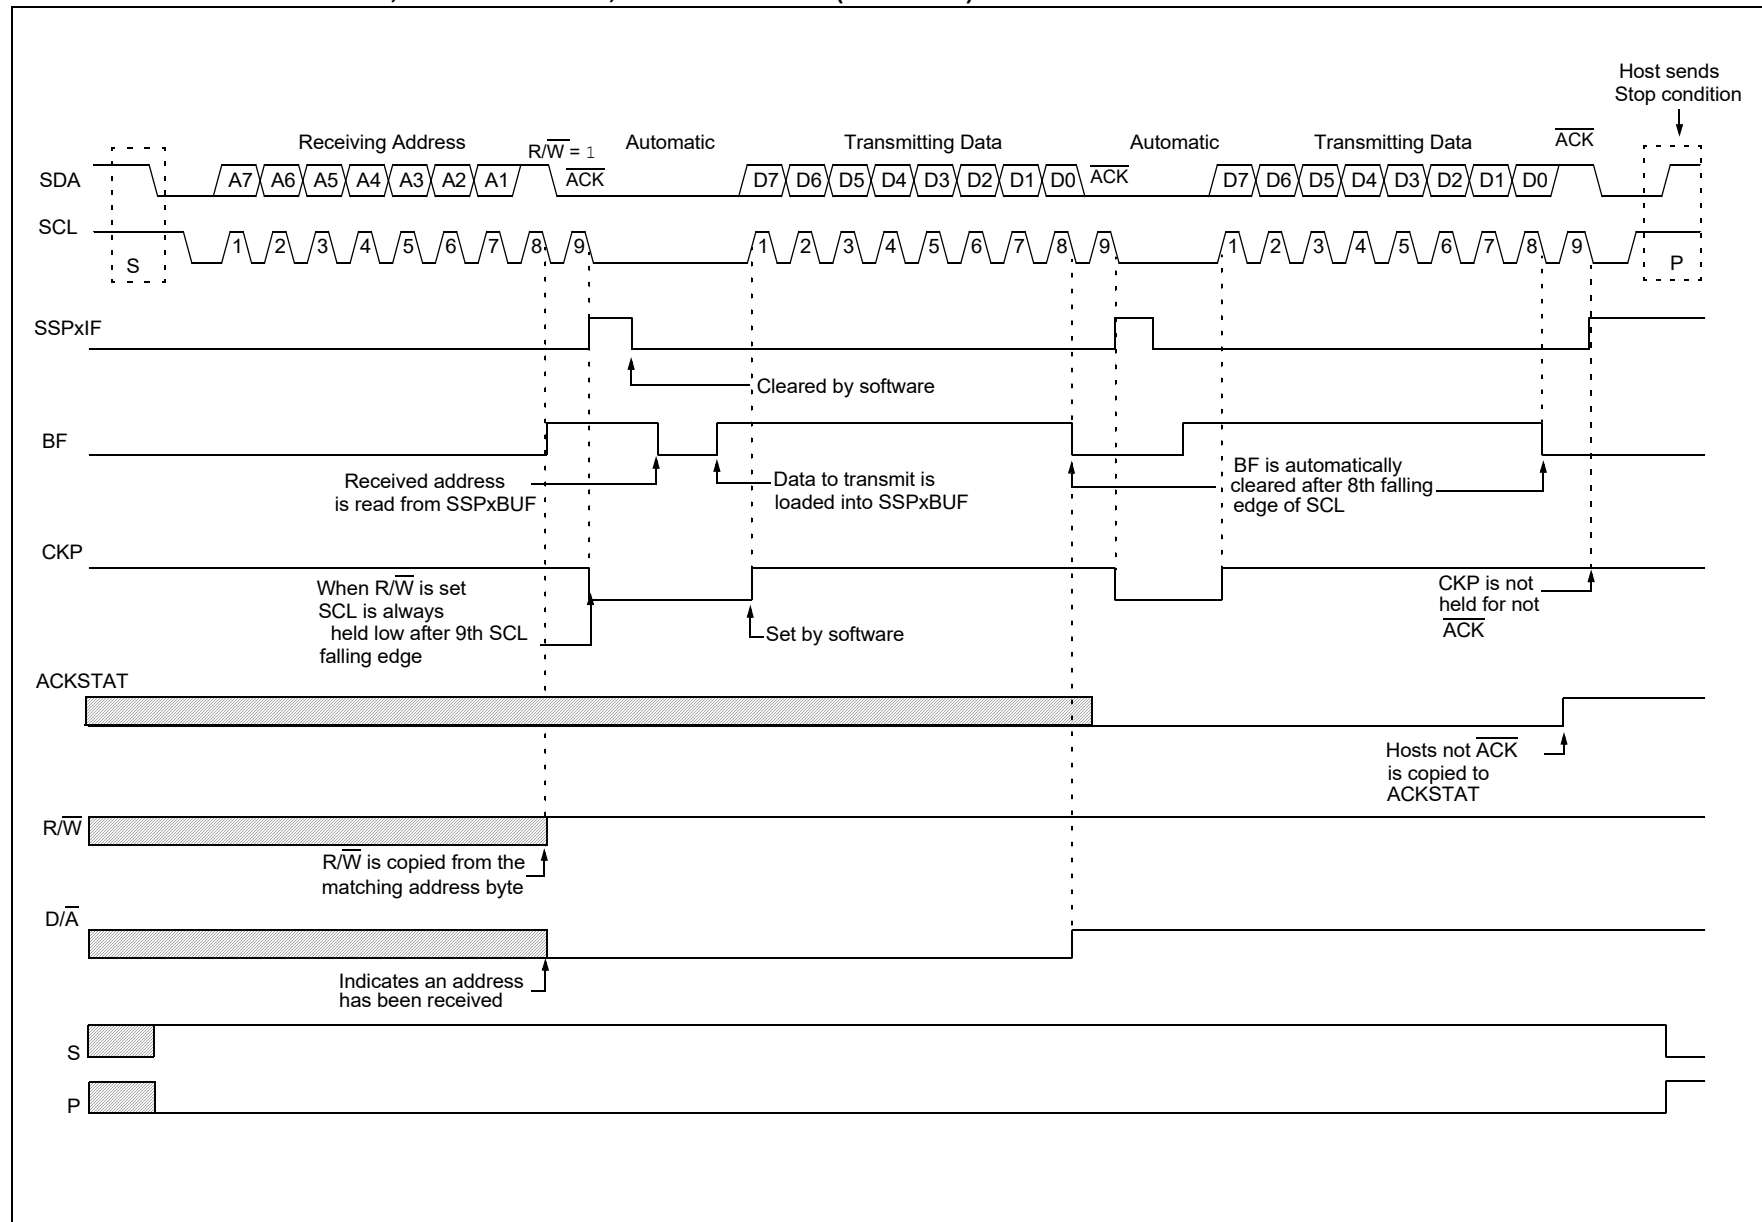 Host sends
Stop condition
Receiving Address
R/W̅ = 1
Automatic
Transmitting Data
Automatic
Transmitting Data
A̅C̅K̅
SDA
A7 A6 A5 A4 A3 A2 A1
A̅C̅K̅
D7 D6 D5 D4 D3 D2 D1 D0
A̅C̅K̅
D7 D6 D5 D4 D3 D2 D1 D0
SCL
1 2 3 4 5 6 7 8 9
1 2 3 4 5 6 7 8 9
1 2 3 4 5 6 7 8 9
S
P
SSPxIF
Cleared by software
BF
Received address
is read from SSPxBUF
Data to transmit is
loaded into SSPxBUF
BF is automatically
cleared after 8th falling
edge of SCL
CKP
When R/W̅ is set
SCL is always
held low after 9th SCL
falling edge
Set by software
CKP is not
held for not
A̅C̅K̅
ACKSTAT
Hosts not A̅C̅K̅
is copied to
ACKSTAT
R/W̅
R/W̅ is copied from the
matching address byte
D/A̅
Indicates an address
has been received
S
P